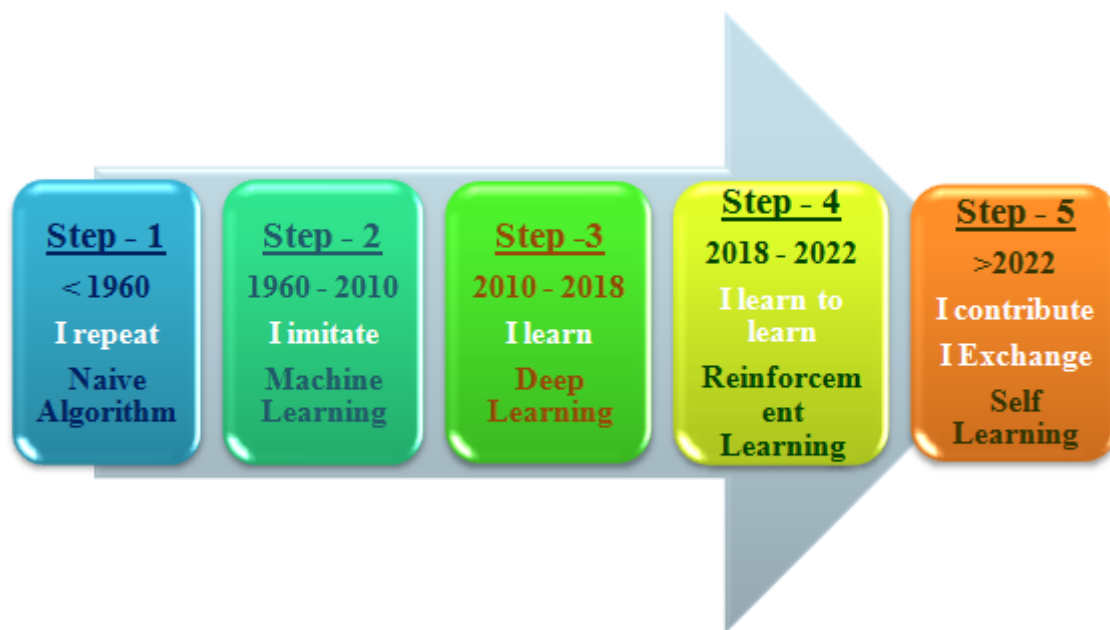 Step - 1
< 1960
I repeat
Naive
Algorithm
Step - 2
1960 - 2010
I imitate
Machine
Learning
Step -3
2010 - 2018
I learn
Deep
Learning
Step - 4
2018 - 2022
I learn to
learn
Reinforcem
ent
Learning
Step - 5
>2022
I contribute
I Exchange
Self
Learning